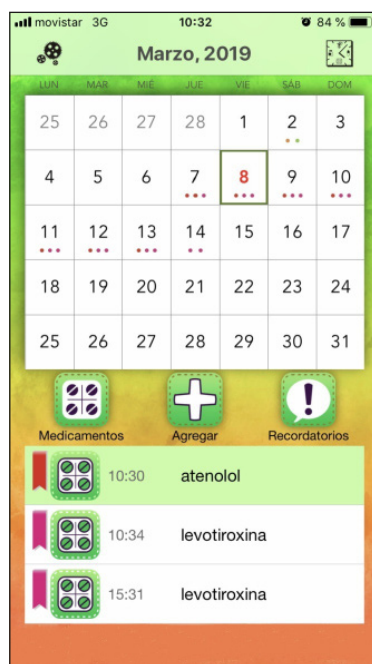 movistar 3G 10:32 84 %
Marzo, 2019
LUN MAR MIÉ JUE VIE SÁB DOM
25 26 27 28 1 2 3
4 5 6 7 8 9 10
11 12 13 14 15 16 17
18 19 20 21 22 23 24
25 26 27 28 29 30 31
Medicamentos Agregar Recordatorios
10:30 atenolol
10:34 levotiroxina
15:31 levotiroxina